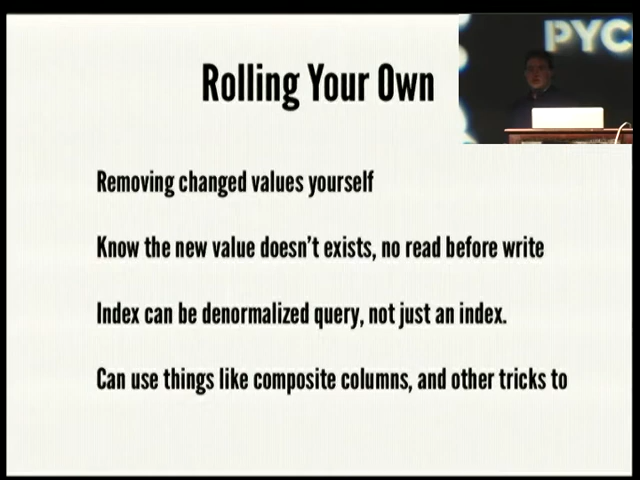 PYC
Rolling Your Own
Removing changed values yourself
Know the new value doesn't exists, no read before write
Index can be denormalized query, not just an index.
Can use things like composite columns, and other tricks to